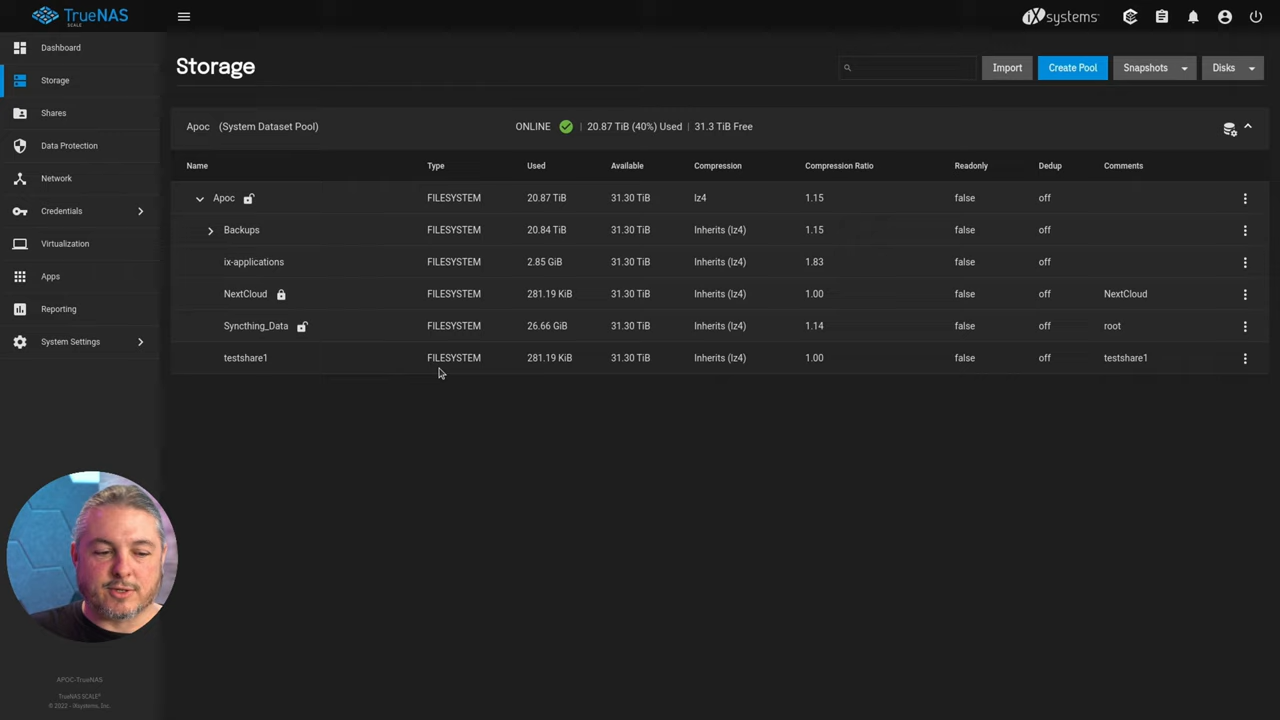 TrueNAS
SCALE
iXsystems
Dashboard
Storage
Shares
Data Protection
Network
Credentials
Virtualization
Apps
Reporting
System Settings
APOC-TrueNAS
TrueNAS SCALE®
© 2022 - iXsystems, Inc.
Storage
Import
Create Pool
Snapshots
Disks
Apoc (System Dataset Pool) ONLINE | 20.87 TiB (40%) Used | 31.3 TiB Free
Name Type Used Available Compression Compression Ratio Readonly Dedup Comments
Apoc FILESYSTEM 20.87 TiB 31.30 TiB lz4 1.15 false off
Backups FILESYSTEM 20.84 TiB 31.30 TiB Inherits (lz4) 1.15 false off
ix-applications FILESYSTEM 2.85 GiB 31.30 TiB Inherits (lz4) 1.83 false off
NextCloud FILESYSTEM 281.19 KiB 31.30 TiB Inherits (lz4) 1.00 false off NextCloud
Syncthing_Data FILESYSTEM 26.66 GiB 31.30 TiB Inherits (lz4) 1.14 false off root
testshare1 FILESYSTEM 281.19 KiB 31.30 TiB Inherits (lz4) 1.00 false off testshare1